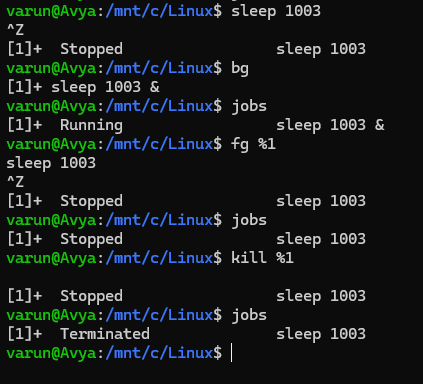 varun@Avya:/mnt/c/Linux$ sleep 1003
^Z
[1]+  Stopped                 sleep 1003
varun@Avya:/mnt/c/Linux$ bg
[1]+ sleep 1003 &
varun@Avya:/mnt/c/Linux$ jobs
[1]+  Running                 sleep 1003 &
varun@Avya:/mnt/c/Linux$ fg %1
sleep 1003
^Z
[1]+  Stopped                 sleep 1003
varun@Avya:/mnt/c/Linux$ jobs
[1]+  Stopped                 sleep 1003
varun@Avya:/mnt/c/Linux$ kill %1

[1]+  Stopped                 sleep 1003
varun@Avya:/mnt/c/Linux$ jobs
[1]+  Terminated              sleep 1003
varun@Avya:/mnt/c/Linux$